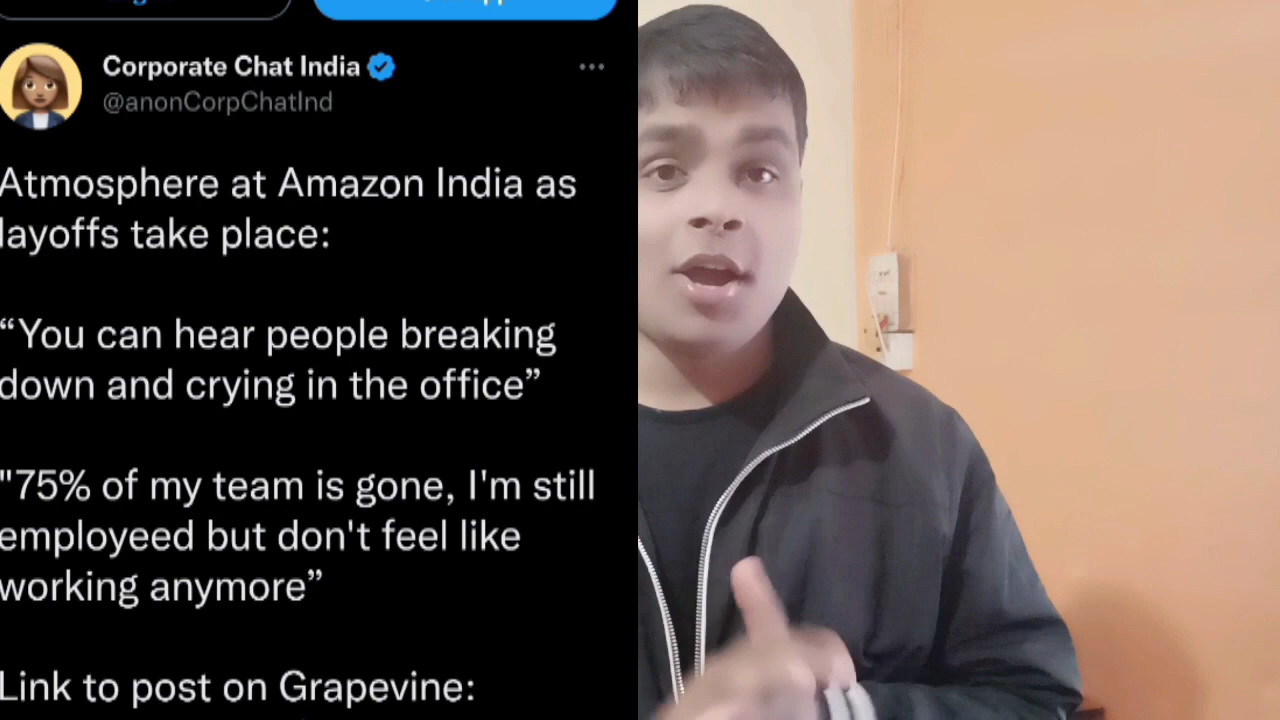 Corporate Chat India
@anonCorpChatInd
Atmosphere at Amazon India as
layoffs take place:
“You can hear people breaking
down and crying in the office”
"75% of my team is gone, I'm still
employeed but don't feel like
working anymore”
Link to post on Grapevine: